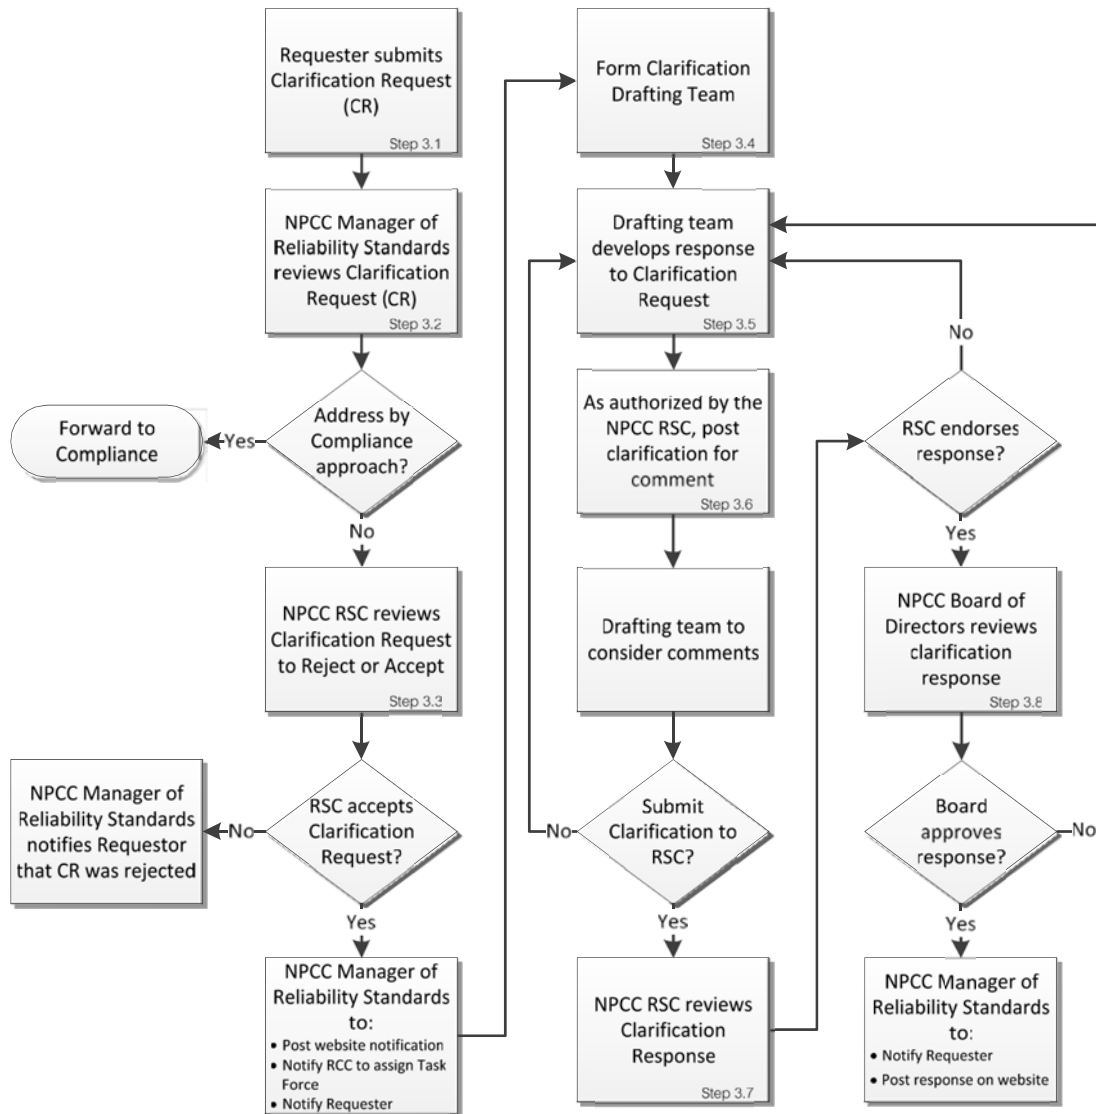 Requester submits
Clarification Request
(CR)
Step 3.1
NPCC Manager of
Reliability Standards
reviews Clarification
Request (CR)
Step 3.2
Address by
Compliance
approach?
Yes
Forward to
Compliance
No
NPCC RSC reviews
Clarification Request
to Reject or Accept
Step 3.3
RSC accepts
Clarification
Request?
No
NPCC Manager of
Reliability Standards
notifies Requestor
that CR was rejected
Yes
NPCC Manager of
Reliability Standards
to:
• Post website notification
• Notify RCC to assign Task
Force
• Notify Requester
Form Clarification
Drafting Team
Step 3.4
Drafting team
develops response
to Clarification
Request
Step 3.5
As authorized by the
NPCC RSC, post
clarification for
comment
Step 3.6
Drafting team to
consider comments
Submit
Clarification to
RSC?
No
Yes
NPCC RSC reviews
Clarification
Response
Step 3.7
No
RSC endorses
response?
Yes
NPCC Board of
Directors reviews
clarification
response
Step 3.8
Board
approves
response?
No
Yes
NPCC Manager of
Reliability Standards
to:
• Notify Requester
• Post response on website